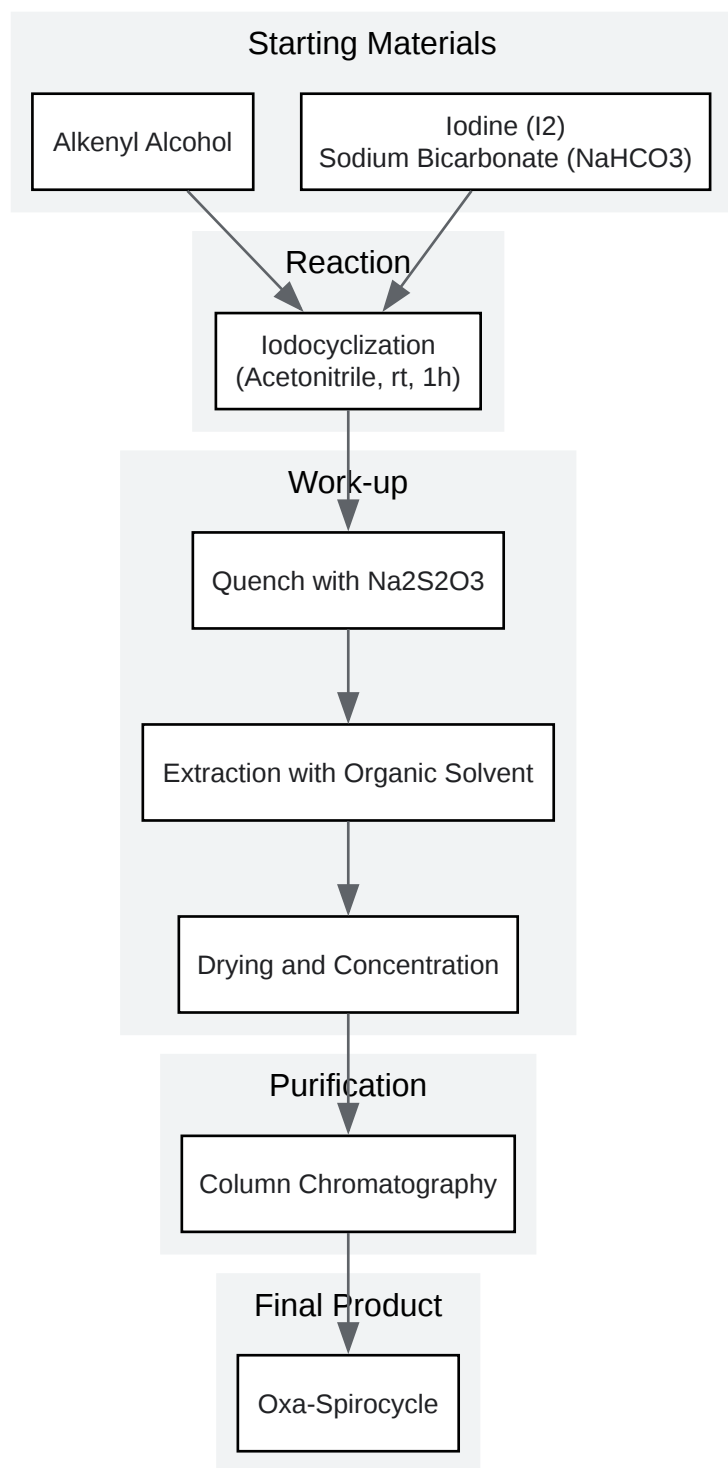 Starting Materials
Alkenyl Alcohol
Iodine (I2)
Sodium Bicarbonate (NaHCO3)
Reaction
Iodocyclization
(Acetonitrile, rt, 1h)
Work-up
Quench with Na2S2O3
Extraction with Organic Solvent
Drying and Concentration
Purification
Column Chromatography
Final Product
Oxa-Spirocycle